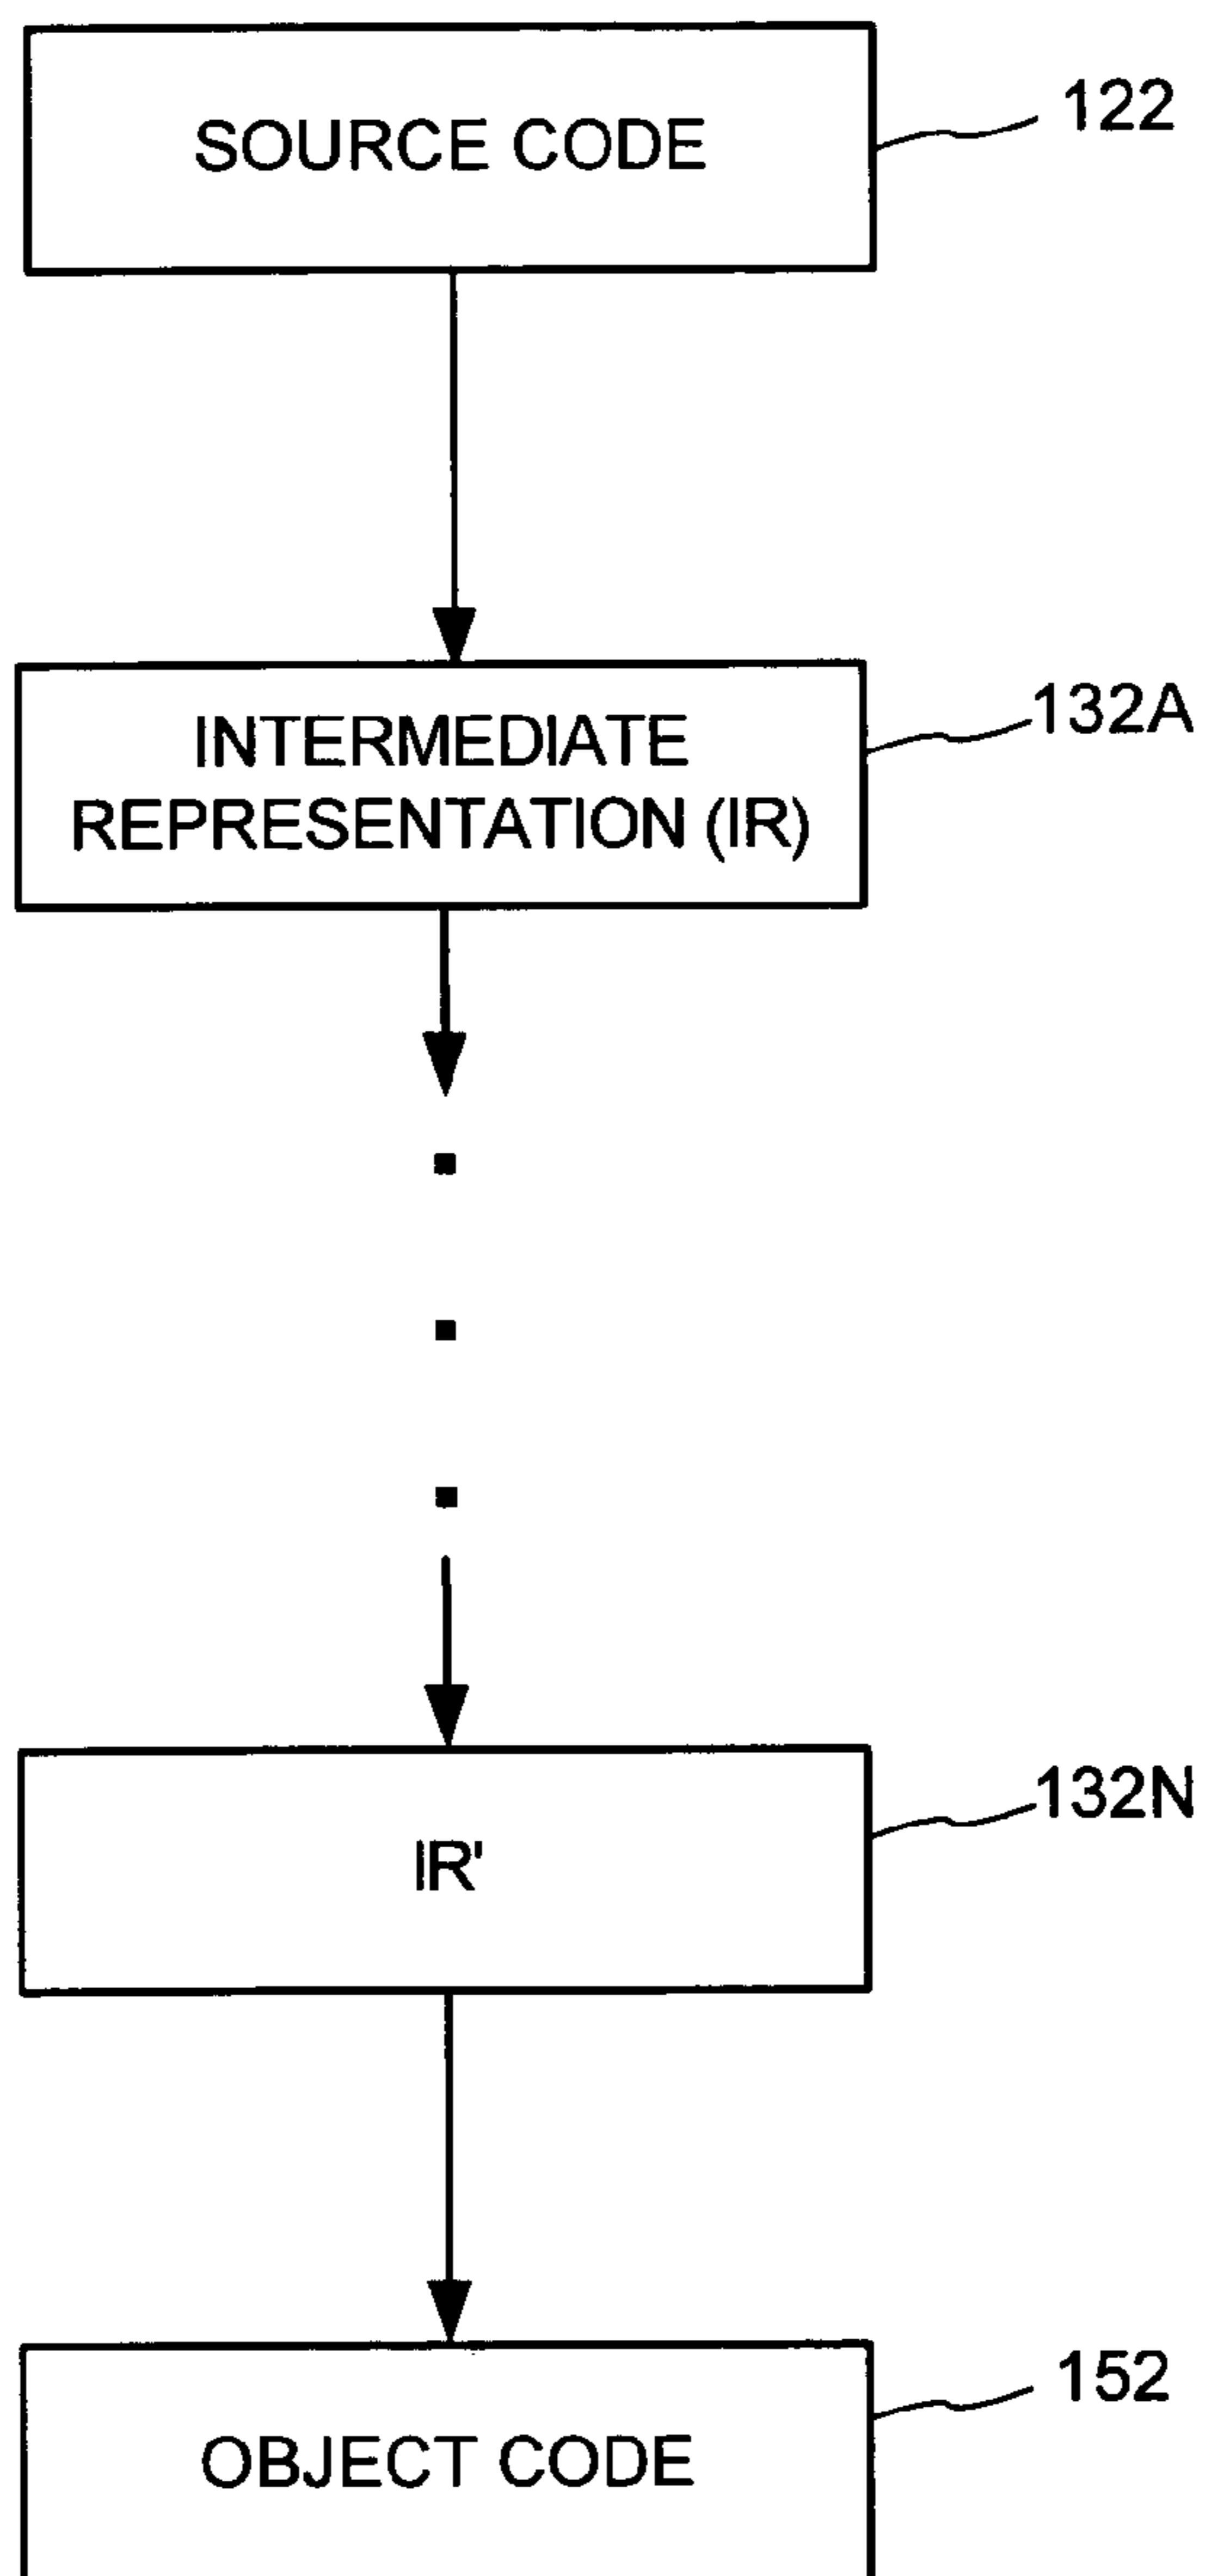 SOURCE CODE
122
INTERMEDIATE
REPRESENTATION (IR)
132A
IR'
132N
OBJECT CODE
152